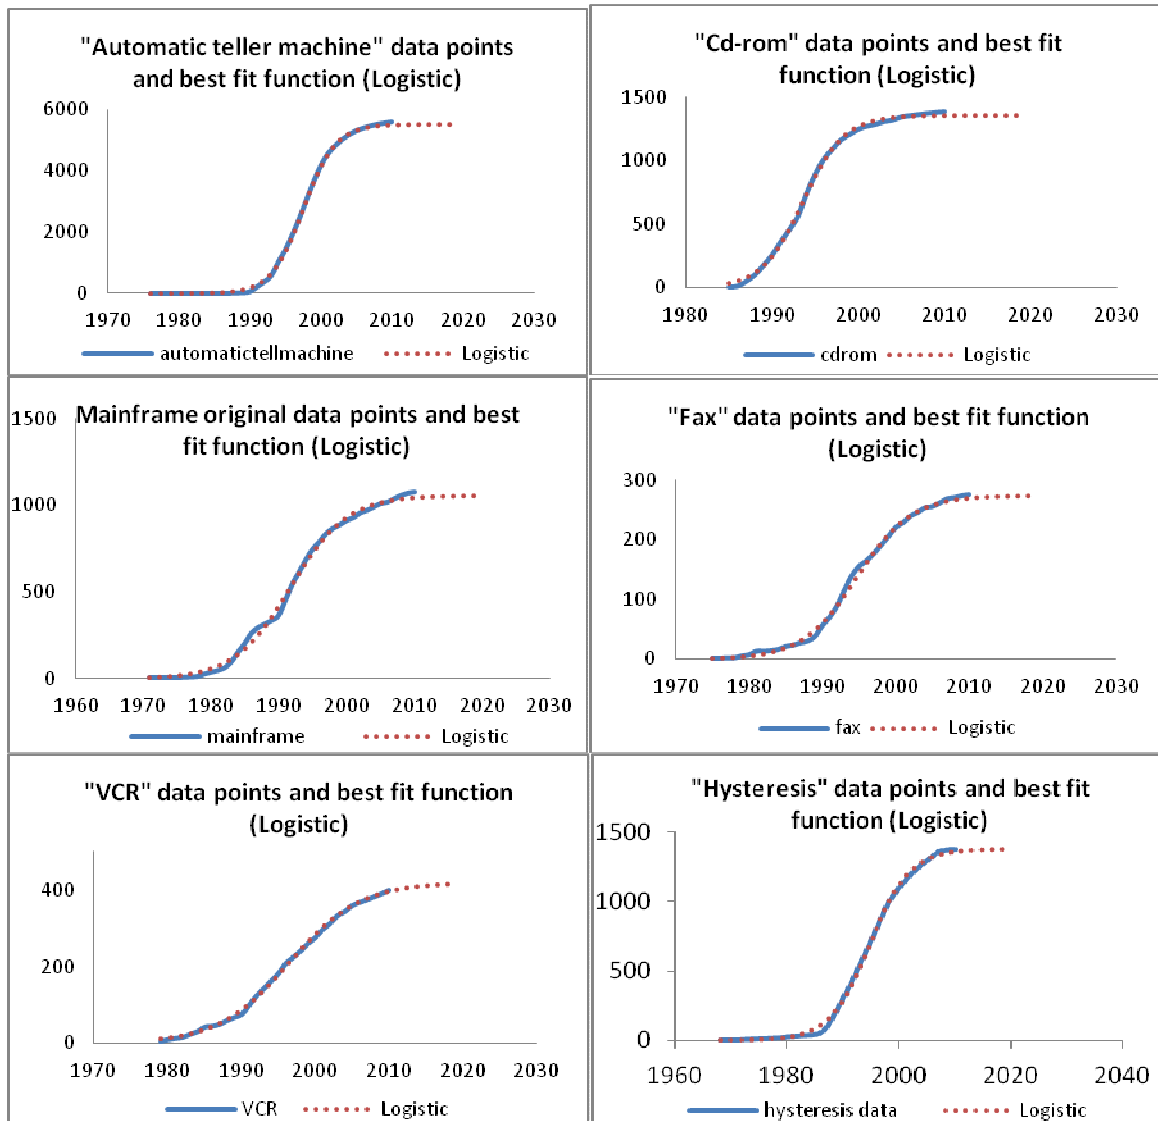 "Automatic teller machine" data points
and best fit function (Logistic)
6000
4000
2000
0
1970 1980 1990 2000 2010 2020 2030
automatictellmachine Logistic
"Cd-rom" data points and best fit
function (Logistic)
1500
1000
500
0
1980 1990 2000 2010 2020 2030
cdrom Logistic
Mainframe original data points and best
fit function (Logistic)
1500
1000
500
0
1960 1970 1980 1990 2000 2010 2020 2030
mainframe Logistic
"Fax" data points and best fit function
(Logistic)
300
200
100
0
1970 1980 1990 2000 2010 2020 2030
fax Logistic
"VCR" data points and best fit function
(Logistic)
400
200
0
1970 1980 1990 2000 2010 2020 2030
VCR Logistic
"Hysteresis" data points and best fit
function (Logistic)
1500
1000
500
0
1960 1980 2000 2020 2040
hysteresis data Logistic